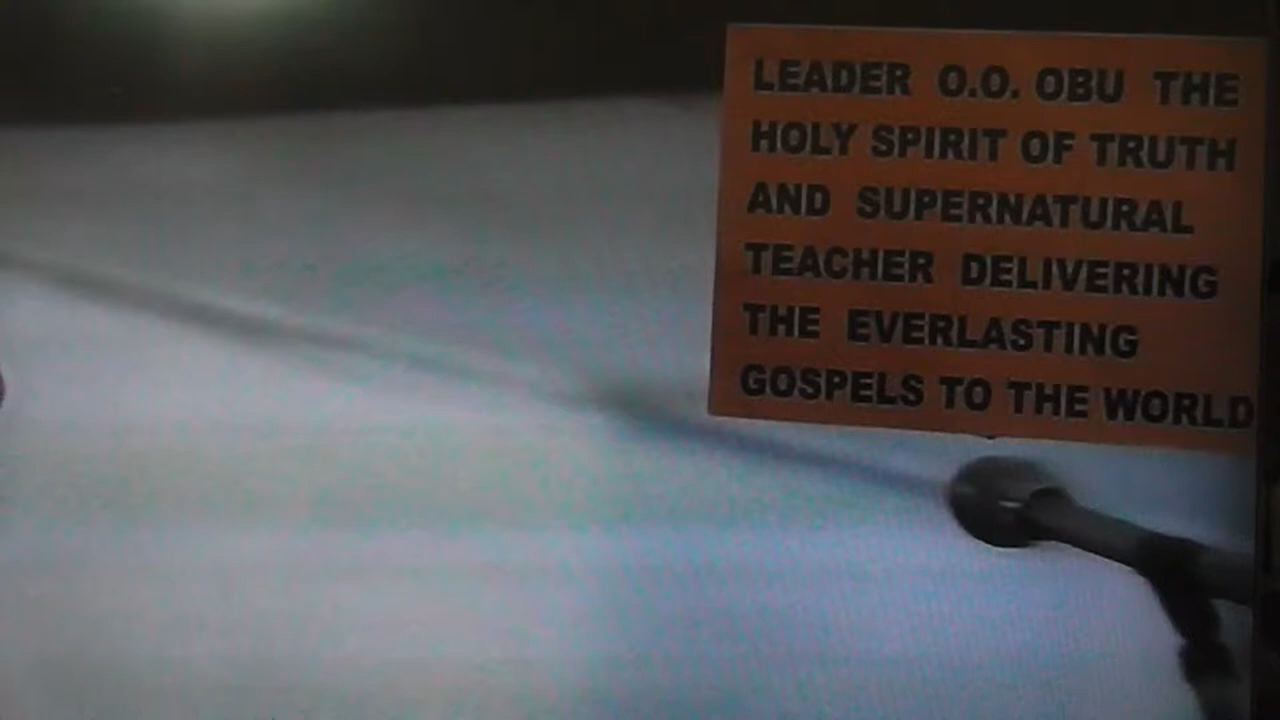 LEADER O.O. OBU THE
HOLY SPIRIT OF TRUTH
AND SUPERNATURAL
TEACHER DELIVERING
THE EVERLASTING
GOSPELS TO THE WORLD